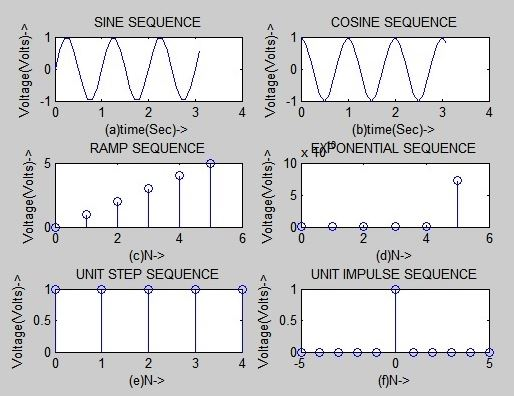 SINE SEQUENCE
Voltage(Volts)->
1
0
-1
0 1 2 3 4
(a)time(Sec)->
COSINE SEQUENCE
Voltage(Volts)->
1
0
-1
0 1 2 3 4
(b)time(Sec)->
RAMP SEQUENCE
Voltage(Volts)->
5
0
0 2 4 6
(c)N->
EXPONENTIAL SEQUENCE
x 10
Voltage(Volts)->
10
5
0
0 2 4 6
(d)N->
UNIT STEP SEQUENCE
Voltage(Volts)->
1
0.5
0
0 1 2 3 4
(e)N->
UNIT IMPULSE SEQUENCE
Voltage(Volts)->
1
0.5
0
-5 0 5
(f)N->